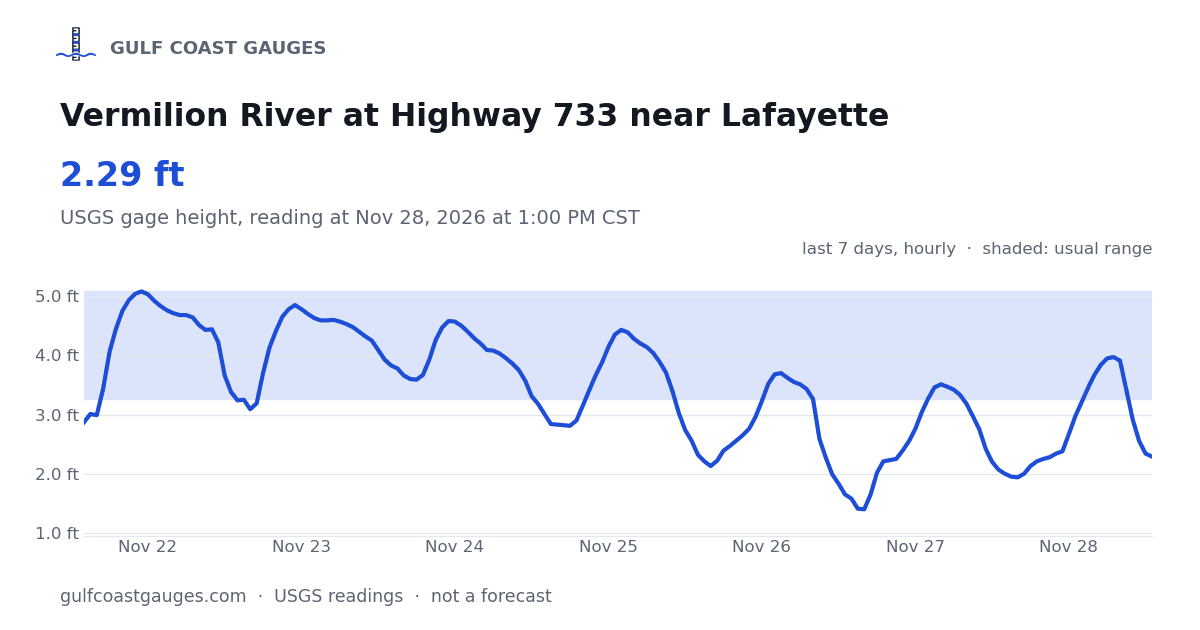 GULF COAST GAUGES
Vermilion River at Highway 733 near Lafayette
2.29 ft
USGS gage height, reading at Nov 28, 2026 at 1:00 PM CST
last 7 days, hourly · shaded: usual range
5.0 ft
4.0 ft
3.0 ft
2.0 ft
1.0 ft
Nov 22 Nov 23 Nov 24 Nov 25 Nov 26 Nov 27 Nov 28
gulfcoastgauges.com · USGS readings · not a forecast